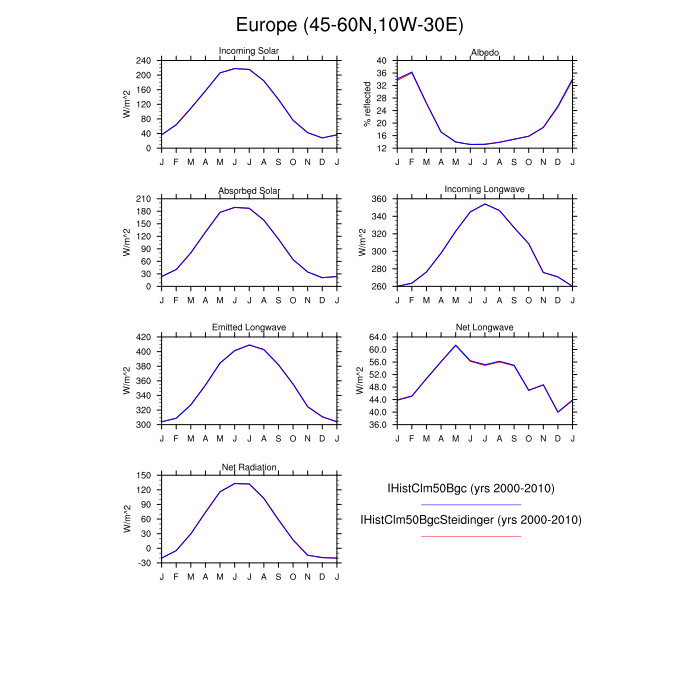 Europe (45-60N,10W-30E)
Incoming Solar
240
200
160
120
80
40
0
W/m^2
J F M A M J J A S O N D J
Albedo
40
36
32
28
24
20
16
12
% reflected
J F M A M J J A S O N D J
Absorbed Solar
210
180
150
120
90
60
30
0
W/m^2
J F M A M J J A S O N D J
Incoming Longwave
360
340
320
300
280
260
W/m^2
J F M A M J J A S O N D J
Emitted Longwave
420
400
380
360
340
320
300
W/m^2
J F M A M J J A S O N D J
Net Longwave
64.0
60.0
56.0
52.0
48.0
44.0
40.0
36.0
W/m^2
J F M A M J J A S O N D J
Net Radiation
150
120
90
60
30
0
-30
W/m^2
J F M A M J J A S O N D J
IHistClm50Bgc (yrs 2000-2010)
IHistClm50BgcSteidinger (yrs 2000-2010)